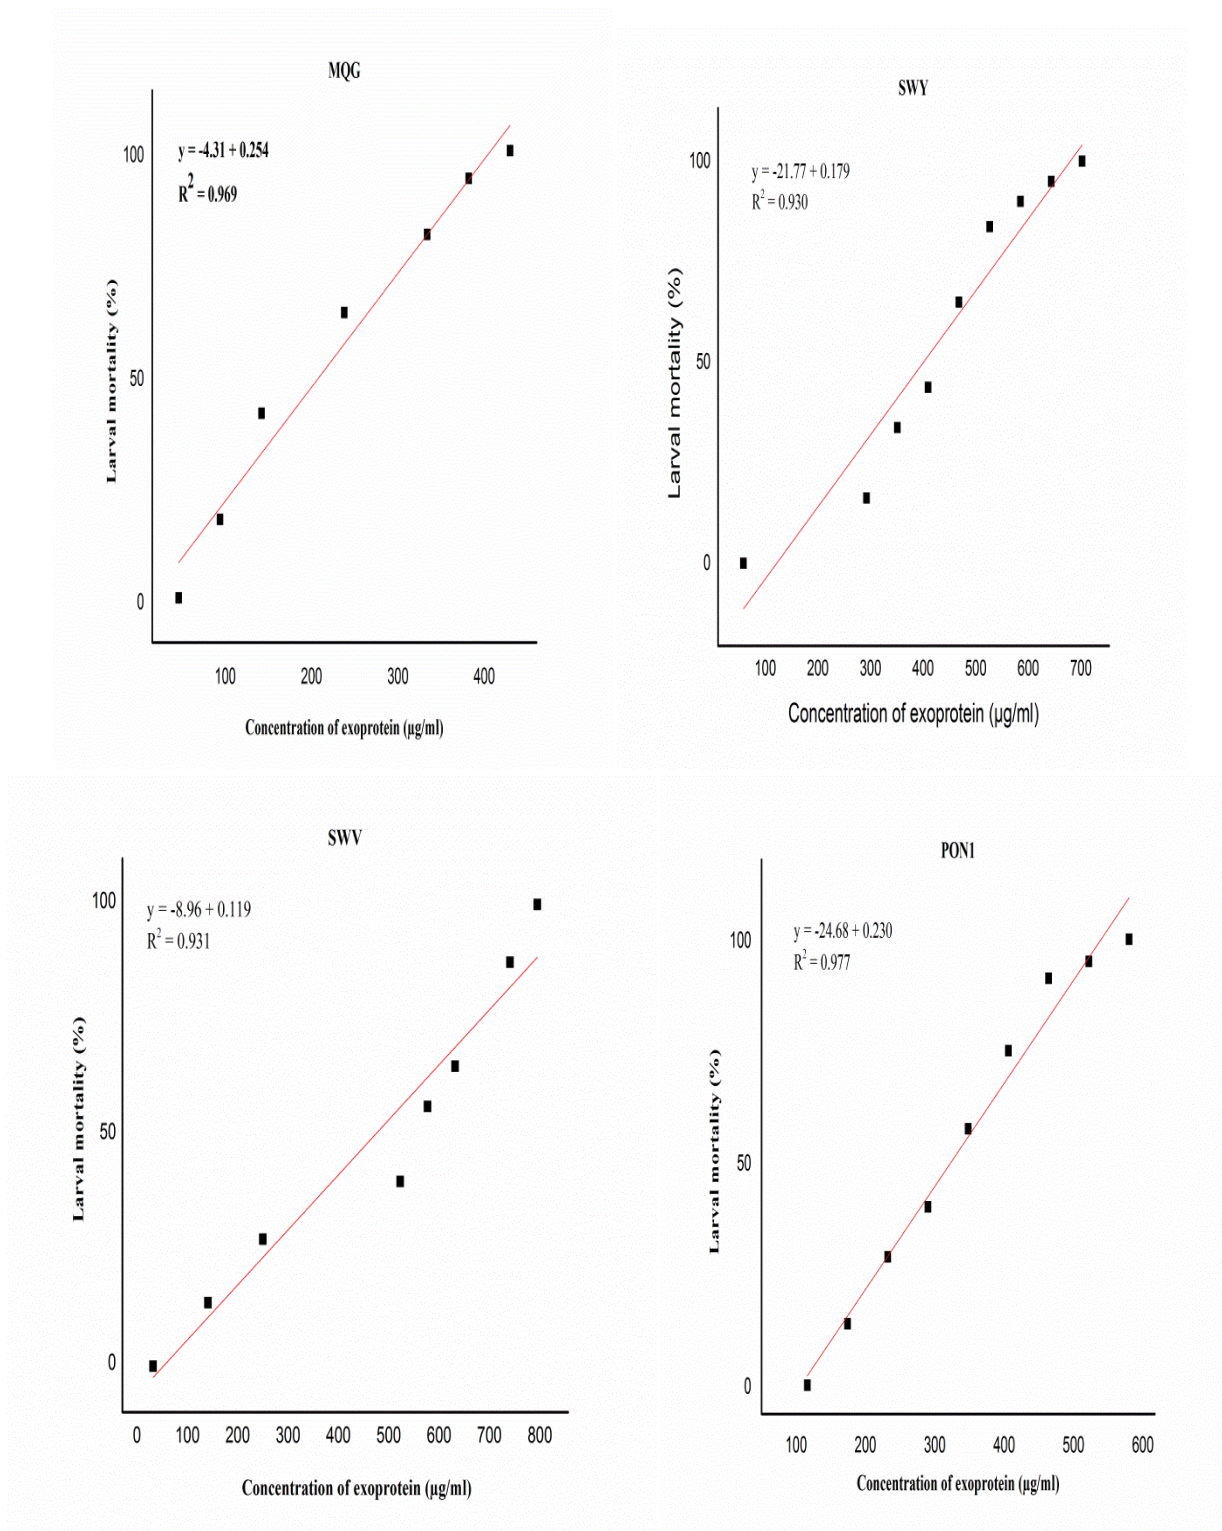 MQG
y = -4.31 + 0.254
R2 = 0.969
100
50
0
Larval mortality (%)
100 200 300 400
Concentration of exoprotein (µg/ml)
SWY
y = -21.77 + 0.179
R2 = 0.930
100
50
0
Larval mortality (%)
100 200 300 400 500 600 700
Concentration of exoprotein (µg/ml)
SWV
y = -8.96 + 0.119
R2 = 0.931
100
50
0
Larval mortality (%)
0 100 200 300 400 500 600 700 800
Concentration of exoprotein (µg/ml)
PON1
y = -24.68 + 0.230
R2 = 0.977
100
50
0
Larval mortality (%)
100 200 300 400 500 600
Concentration of exoprotein (µg/ml)